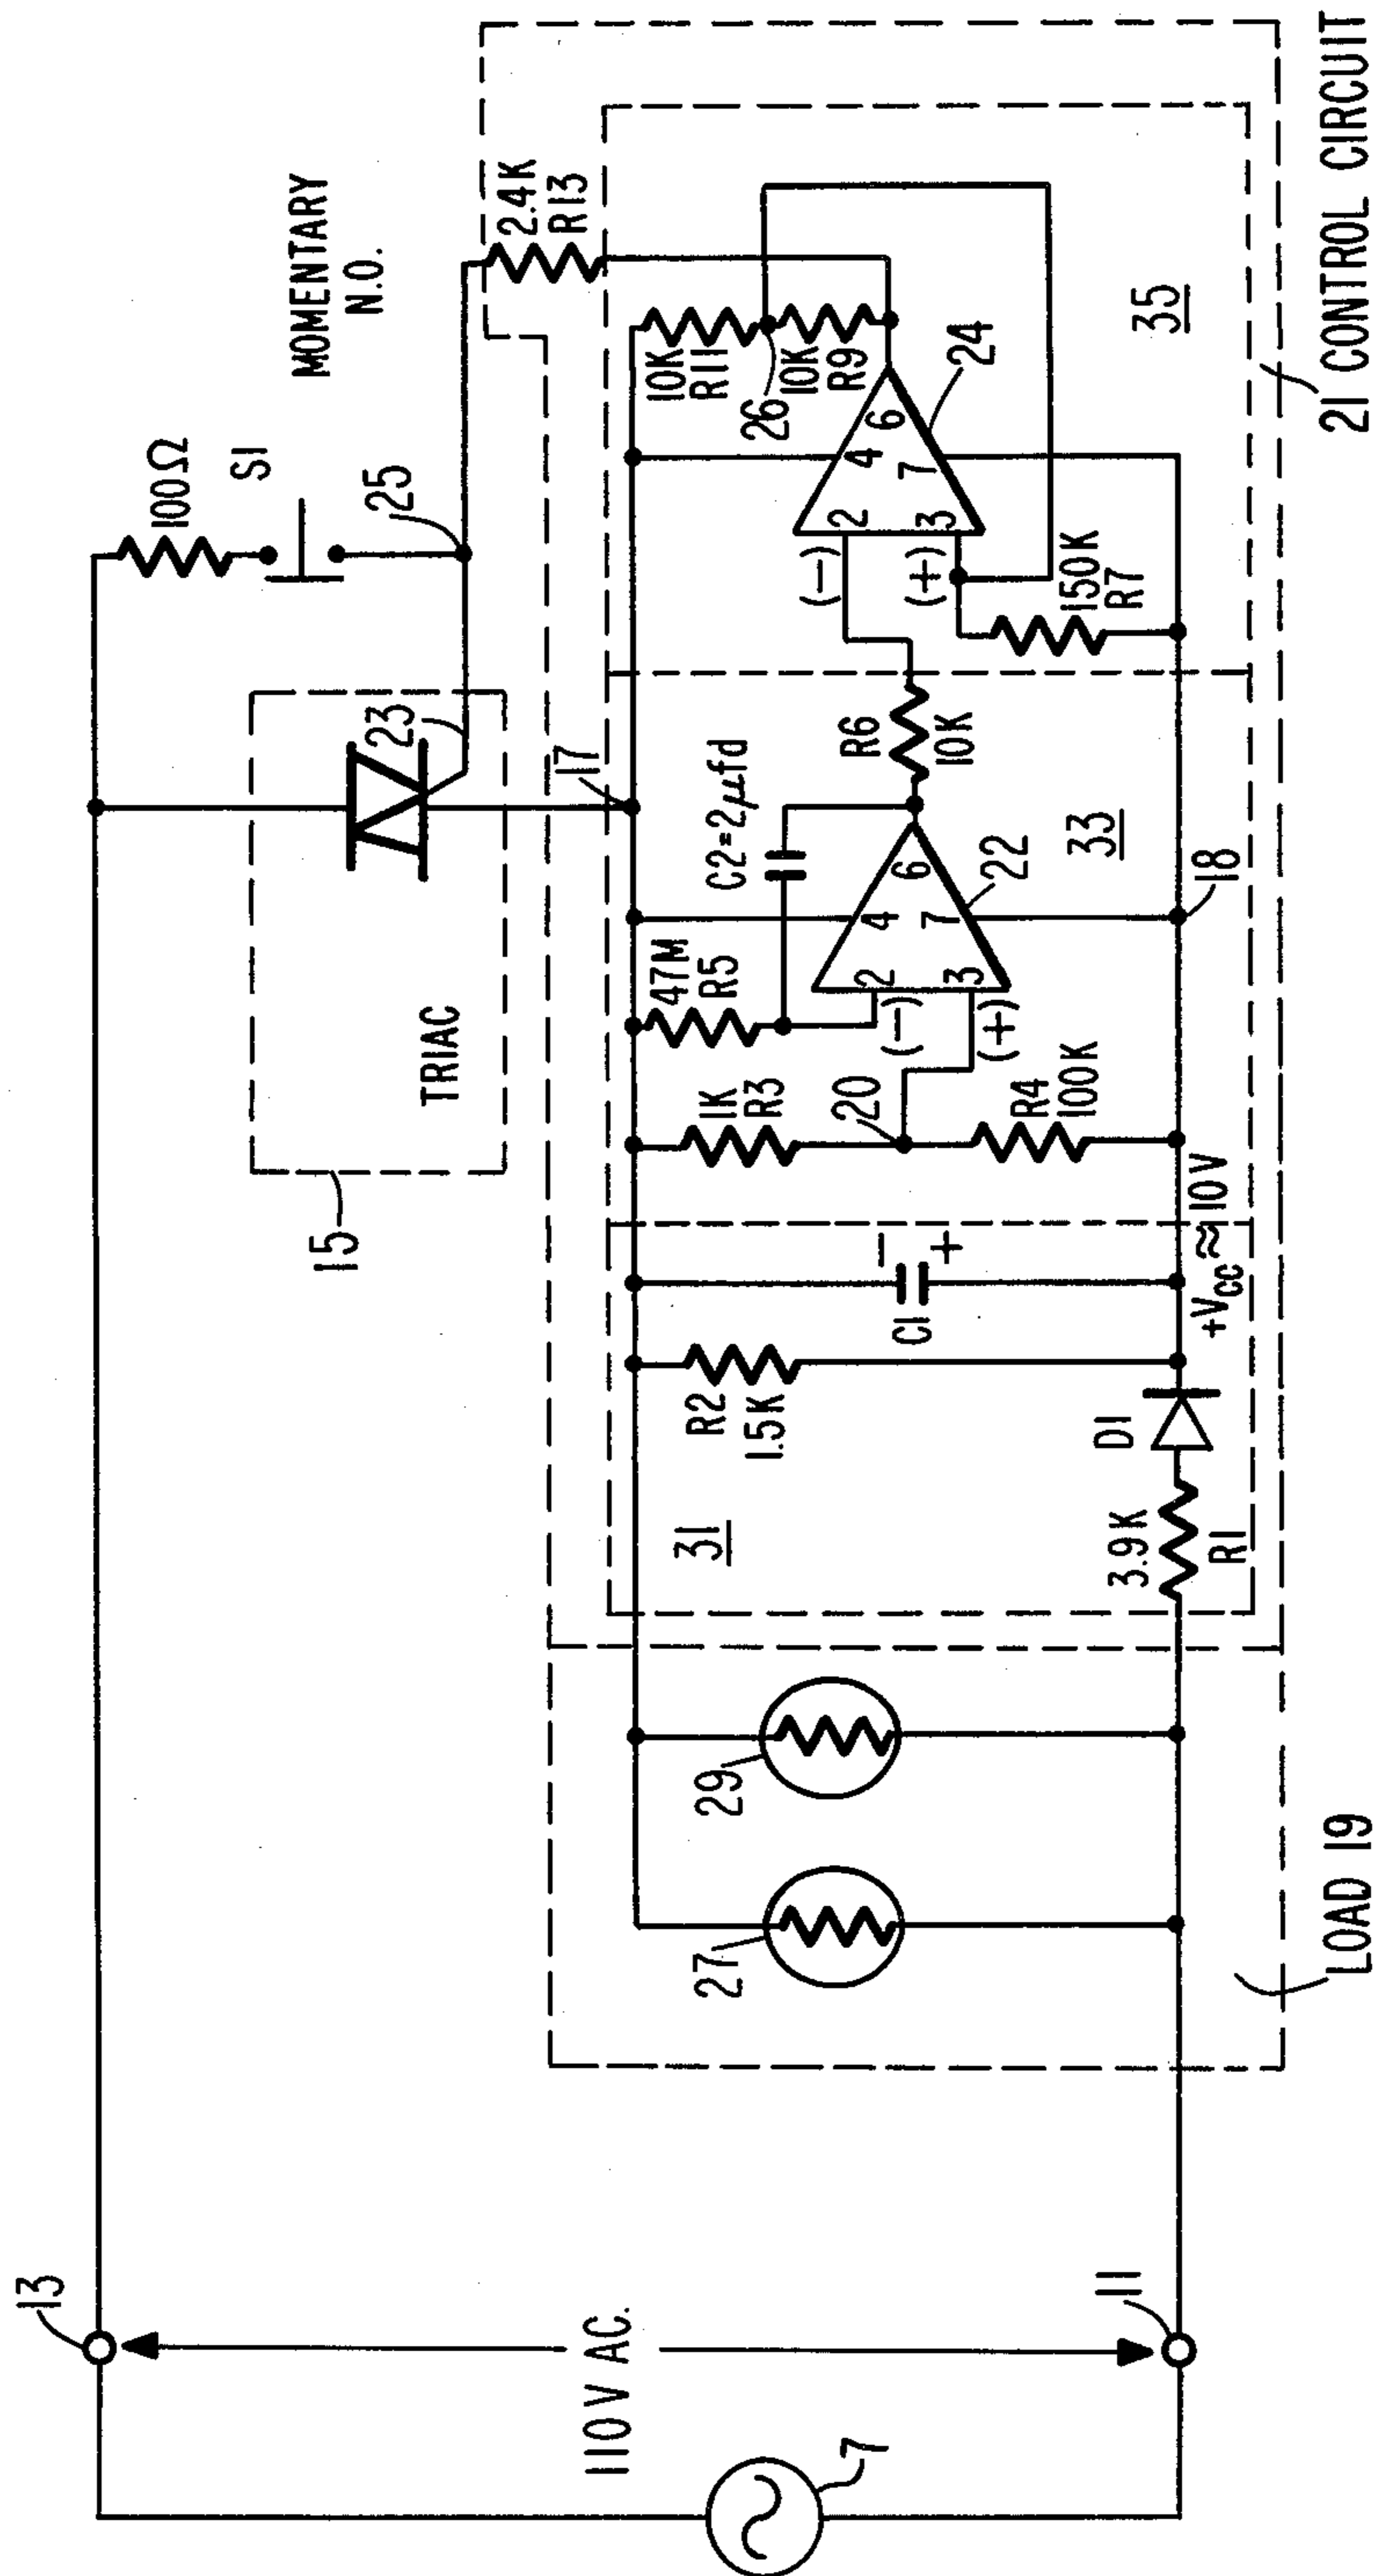 13
110 V AC.
7
11
15
TRIAC
23
100Ω
S1
MOMENTARY
N.O.
25
2.4K
R13
17
27
29
LOAD 19
31
R2
1.5K
C1
−
+
3.9K
R1
D1
+Vcc ≈ 10V
1K
R3
20
R4
100K
47M
R5
C2=2μfd
2
3
4
7
6
(−)
(+)
22
33
18
R6
10K
(−)
(+)
2
3
4
7
6
24
150K
R7
10K
R11
26
10K
R9
35
21 CONTROL CIRCUIT